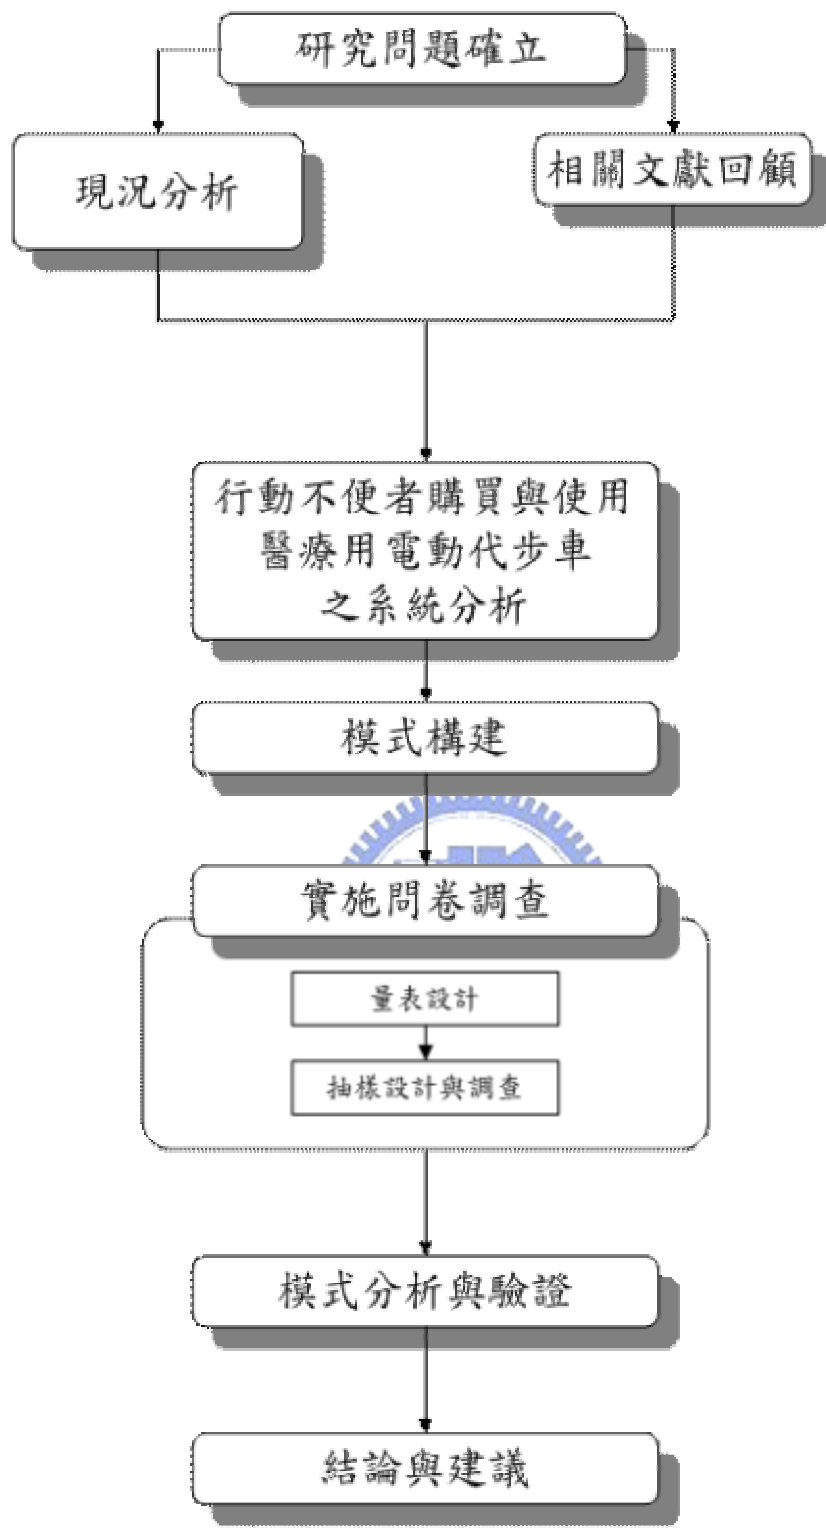 研究問題確立
現況分析
相關文獻回顧
行動不便者購買與使用
醫療用電動代步車
之系統分析
模式構建
實施問卷調查
量表設計
抽樣設計與調查
模式分析與驗證
結論與建議